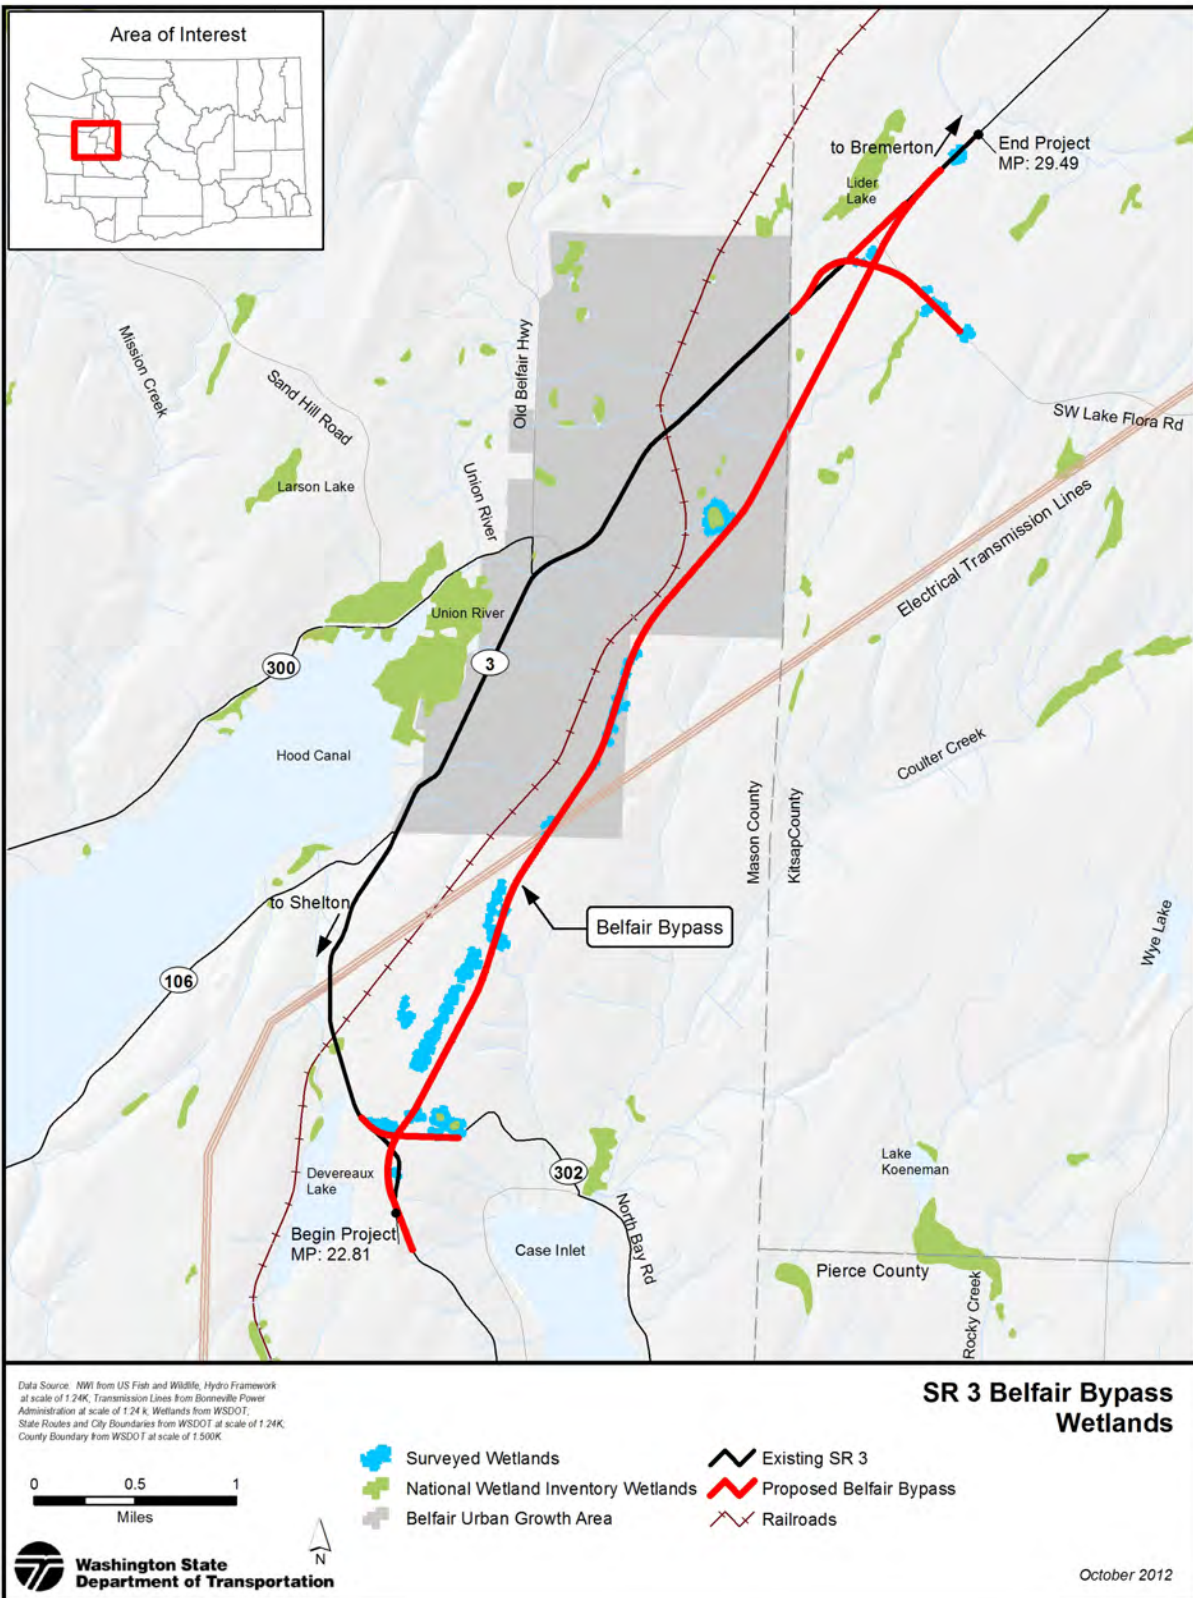 Area of Interest
to Bremerton
End Project
MP: 29.49
Lider
Lake
Mission Creek
Sand Hill Road
Old Belfair Hwy
Larson Lake
Union River
SW Lake Flora Rd
Electrical Transmission Lines
Union River
300
3
Hood Canal
Coulter Creek
Mason County
KitsapCounty
to Shelton
Belfair Bypass
Wye Lake
106
302
Devereaux
Lake
Lake
Koeneman
North Bay Rd
Begin Project
MP: 22.81
Case Inlet
Pierce County
Rocky Creek
Data Source: NWI from US Fish and Wildlife, Hydro Framework
at scale of 1:24K, Transmission Lines from Bonneville Power
Administration at scale of 1:24 k, Wetlands from WSDOT,
State Routes and City Boundaries from WSDOT at scale of 1:24K,
County Boundary from WSDOT at scale of 1:500K
SR 3 Belfair Bypass
Wetlands
Surveyed Wetlands
National Wetland Inventory Wetlands
Belfair Urban Growth Area
Existing SR 3
Proposed Belfair Bypass
Railroads
0 0.5 1
Miles
N
Washington State
Department of Transportation
October 2012